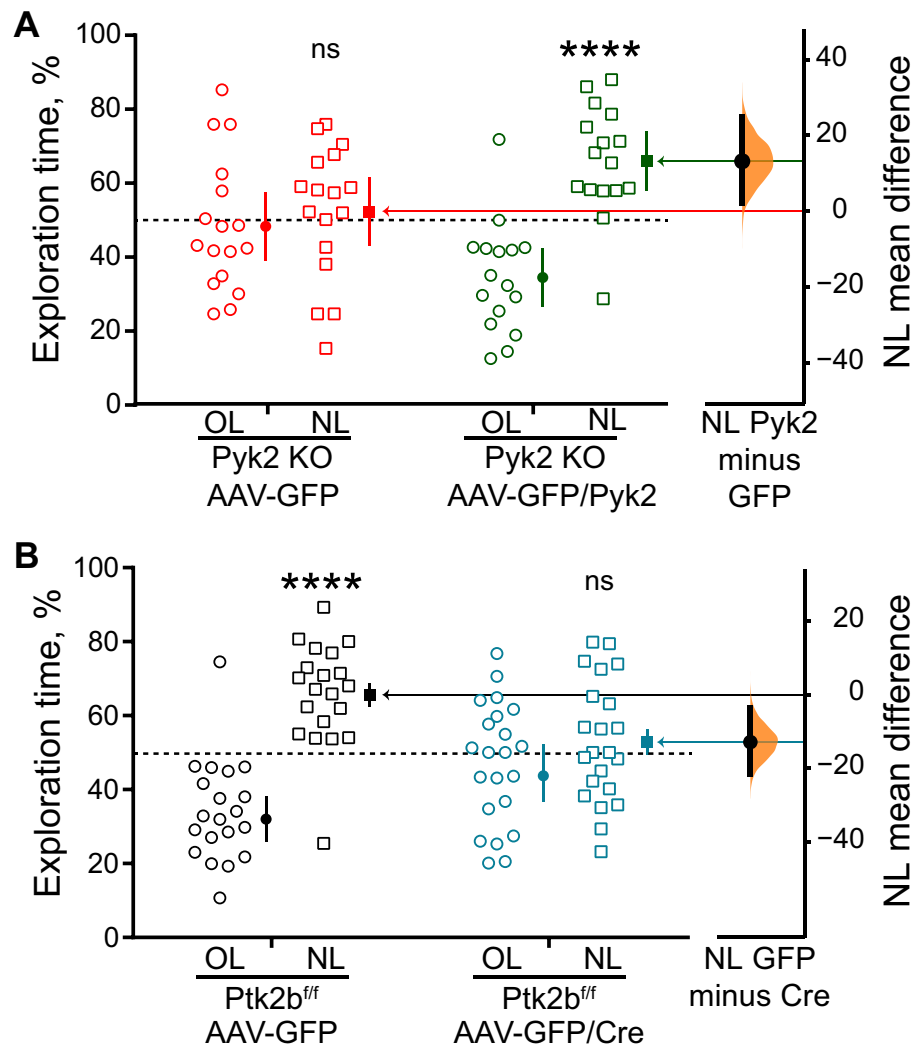 A
Exploration time, %
100
80
60
40
20
0
ns
****
40
20
0
−20
−40
NL mean difference
OL NL
Pyk2 KO
AAV-GFP
OL NL
Pyk2 KO
AAV-GFP/Pyk2
NL Pyk2
minus
GFP
B
Exploration time, %
100
80
60
40
20
0
****
ns
20
0
−20
−40
NL mean difference
OL NL
Ptk2b^f/f
AAV-GFP
OL NL
Ptk2b^f/f
AAV-GFP/Cre
NL GFP
minus Cre